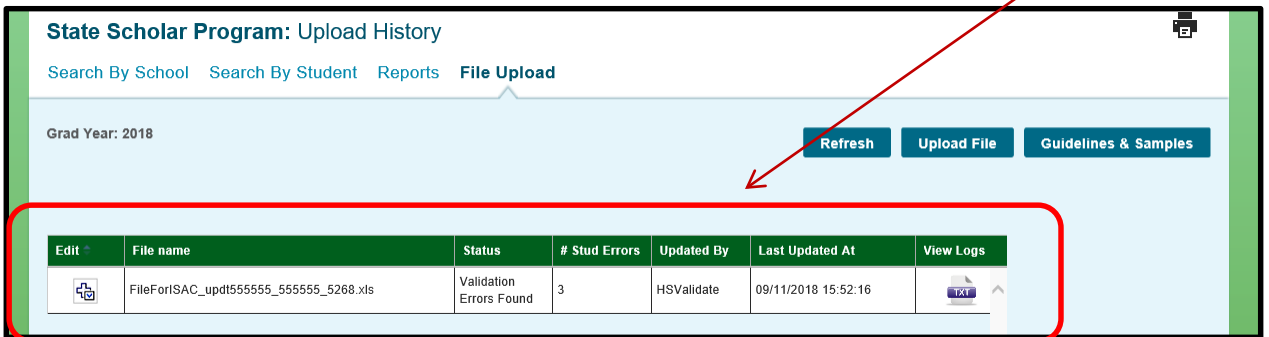 State Scholar Program: Upload History
Search By School Search By Student Reports File Upload
Grad Year: 2018
Refresh Upload File Guidelines & Samples
Edit File name Status # Stud Errors Updated By Last Updated At View Logs
FileForISAC_updt555555_555555_5268.xls Validation Errors Found 3 HSValidate 09/11/2018 15:52:16 TXT